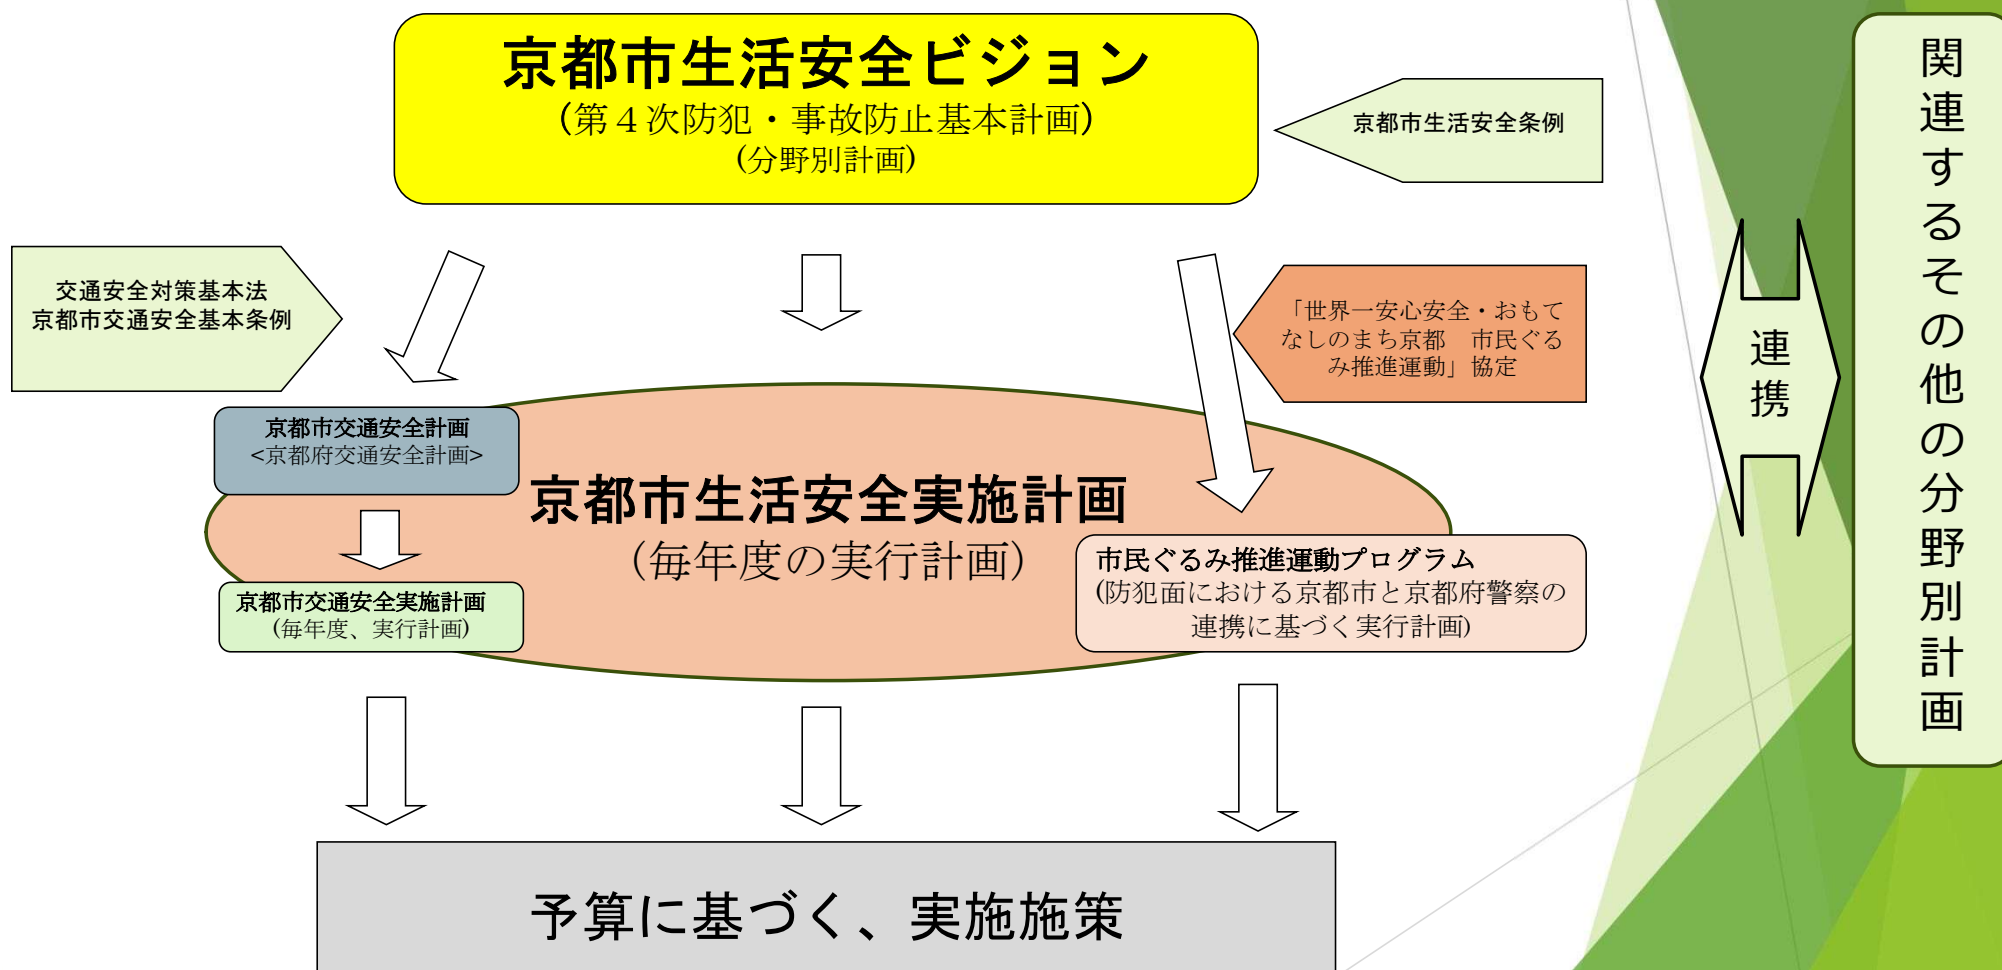 京都市生活安全ビジョン
(第４次防犯・事故防止基本計画)
(分野別計画)
京都市生活安全条例
交通安全対策基本法
京都市交通安全基本条例
「世界一安心安全・おもて
なしのまち京都　市民ぐる
み推進運動」協定
京都市交通安全計画
<京都府交通安全計画>
京都市生活安全実施計画
(毎年度の実行計画)
京都市交通安全実施計画
(毎年度、実行計画)
市民ぐるみ推進運動プログラム
(防犯面における京都市と京都府警察の
連携に基づく実行計画)
予算に基づく、実施施策
連携
関連するその他の分野別計画